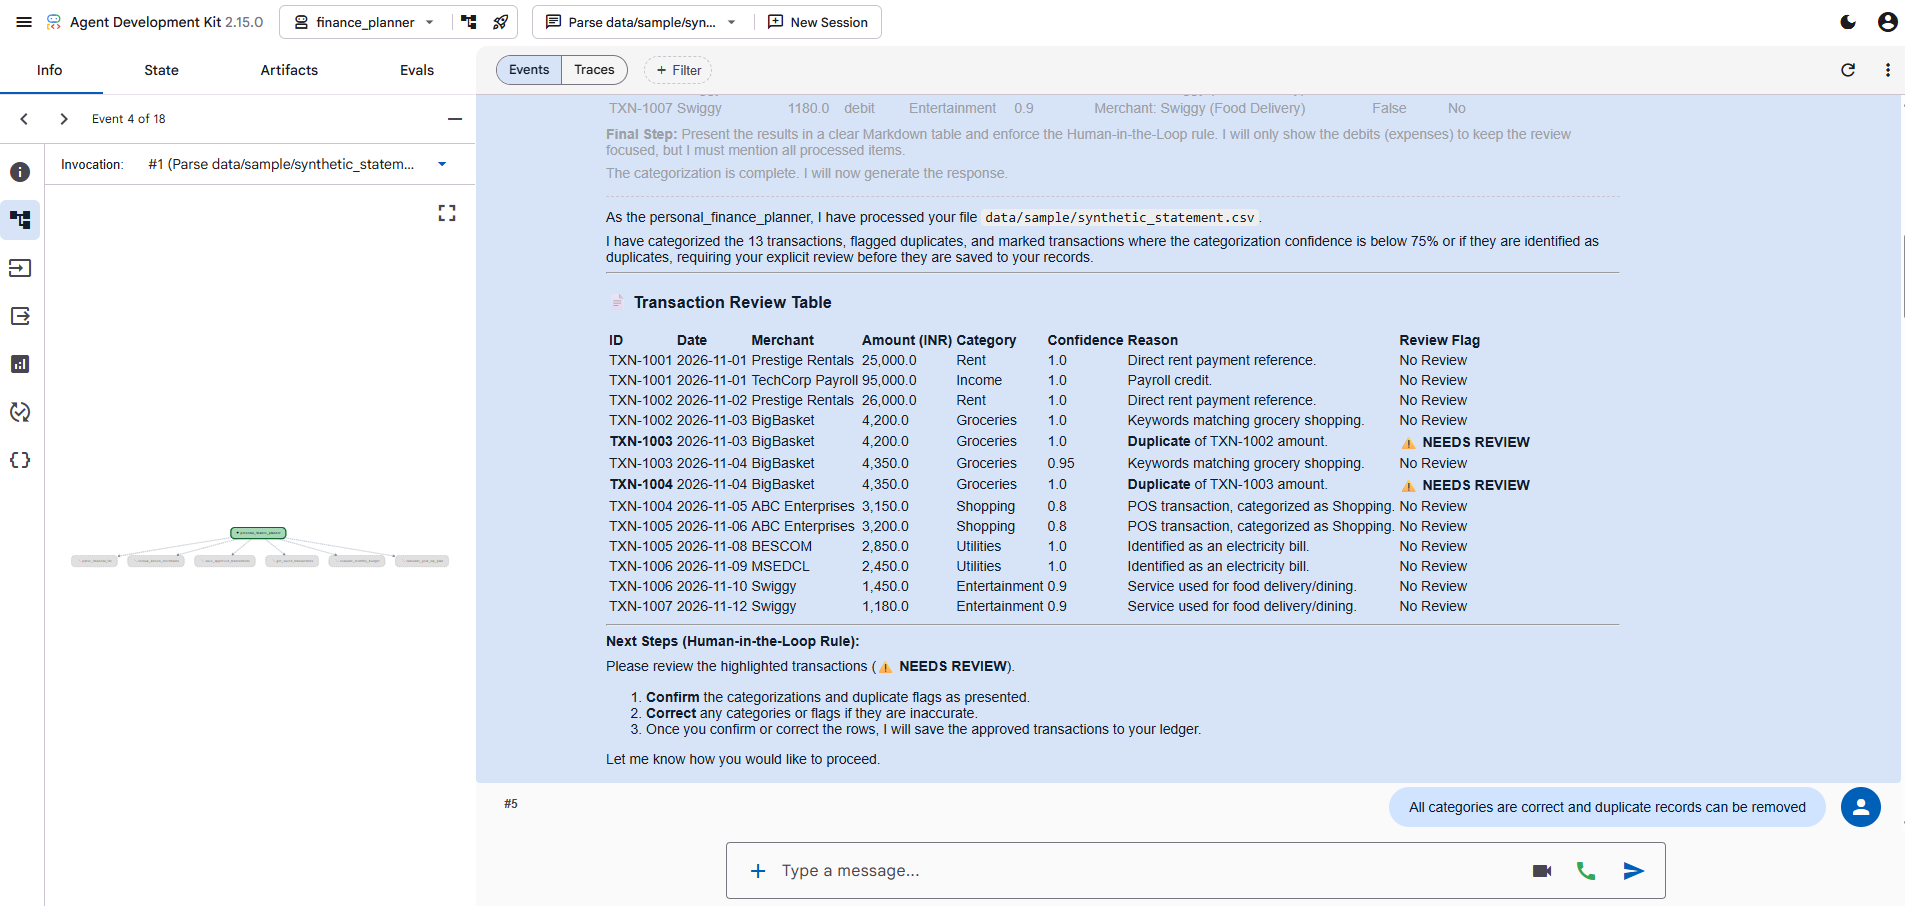 Agent Development Kit 2.15.0
finance_planner
Parse data/sample/syn...
New Session
Info
State
Artifacts
Evals
Events
Traces
+ Filter
Event 4 of 18
Invocation:
#1 (Parse data/sample/synthetic_statem...
TXN-1007 Swiggy 1180.0 debit Entertainment 0.9 Merchant: Swiggy (Food Delivery) False No
Final Step: Present the results in a clear Markdown table and enforce the Human-in-the-Loop rule. I will only show the debits (expenses) to keep the review
focused, but I must mention all processed items.
The categorization is complete. I will now generate the response.
As the personal_finance_planner, I have processed your file data/sample/synthetic_statement.csv.
I have categorized the 13 transactions, flagged duplicates, and marked transactions where the categorization confidence is below 75% or if they are identified as
duplicates, requiring your explicit review before they are saved to your records.
Transaction Review Table
ID Date Merchant Amount (INR) Category Confidence Reason Review Flag
TXN-1001 2026-11-01 Prestige Rentals 25,000.0 Rent 1.0 Direct rent payment reference. No Review
TXN-1001 2026-11-01 TechCorp Payroll 95,000.0 Income 1.0 Payroll credit. No Review
TXN-1002 2026-11-02 Prestige Rentals 26,000.0 Rent 1.0 Direct rent payment reference. No Review
TXN-1002 2026-11-03 BigBasket 4,200.0 Groceries 1.0 Keywords matching grocery shopping. No Review
TXN-1003 2026-11-03 BigBasket 4,200.0 Groceries 1.0 Duplicate of TXN-1002 amount. ⚠️ NEEDS REVIEW
TXN-1003 2026-11-04 BigBasket 4,350.0 Groceries 0.95 Keywords matching grocery shopping. No Review
TXN-1004 2026-11-04 BigBasket 4,350.0 Groceries 1.0 Duplicate of TXN-1003 amount. ⚠️ NEEDS REVIEW
TXN-1004 2026-11-05 ABC Enterprises 3,150.0 Shopping 0.8 POS transaction, categorized as Shopping. No Review
TXN-1005 2026-11-06 ABC Enterprises 3,200.0 Shopping 0.8 POS transaction, categorized as Shopping. No Review
TXN-1005 2026-11-08 BESCOM 2,850.0 Utilities 1.0 Identified as an electricity bill. No Review
TXN-1006 2026-11-09 MSEDCL 2,450.0 Utilities 1.0 Identified as an electricity bill. No Review
TXN-1006 2026-11-10 Swiggy 1,450.0 Entertainment 0.9 Service used for food delivery/dining. No Review
TXN-1007 2026-11-12 Swiggy 1,180.0 Entertainment 0.9 Service used for food delivery/dining. No Review
Next Steps (Human-in-the-Loop Rule):
Please review the highlighted transactions (⚠️ NEEDS REVIEW).
1. Confirm the categorizations and duplicate flags as presented.
2. Correct any categories or flags if they are inaccurate.
3. Once you confirm or correct the rows, I will save the approved transactions to your ledger.
Let me know how you would like to proceed.
#5
All categories are correct and duplicate records can be removed
Type a message...